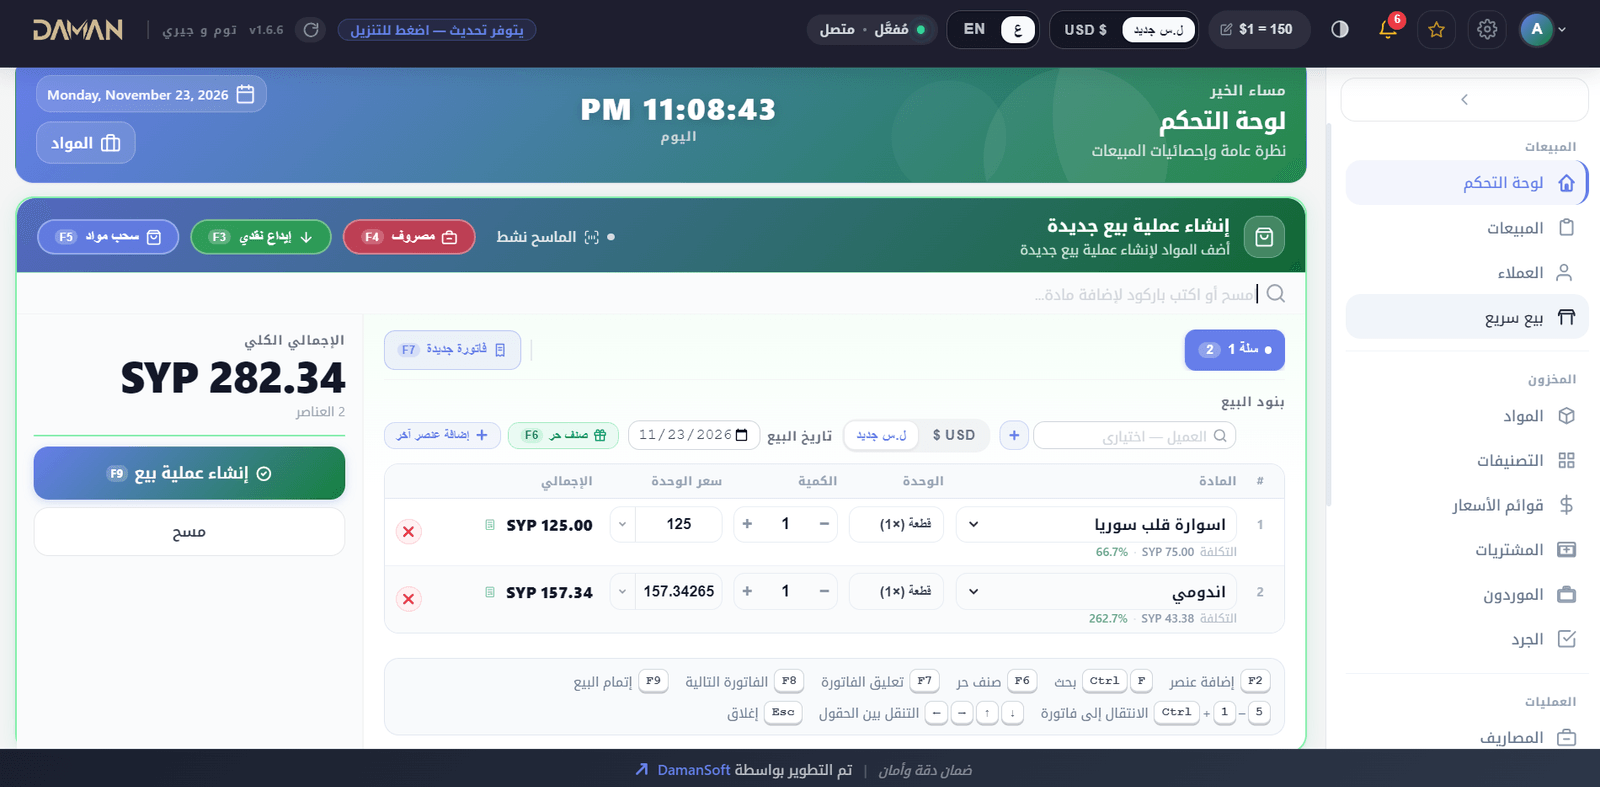 DAMAN
توم و جيري
v1.6.6
يتوفر تحديث — اضغط للتنزيل
مُفعَّل • متصل
EN ع
USD $ ل.س جديد
$1 = 150
6
A
مساء الخير
لوحة التحكم
نظرة عامة وإحصائيات المبيعات
PM 11:08:43
اليوم
Monday, November 23, 2026
المواد
المبيعات
لوحة التحكم
المبيعات
العملاء
بيع سريع
المخزون
المواد
التصنيفات
قوائم الأسعار
المشتريات
الموردون
الجرد
العمليات
المصاريف
إنشاء عملية بيع جديدة
أضف المواد لإنشاء عملية بيع جديدة
الماسح نشط
مصروف F4
إيداع نقدي F3
سحب مواد F5
امسح أو اكتب باركود لإضافة مادة...
سلة 1 2
فاتورة جديدة F7
بنود البيع
العميل — اختياري
+
$ USD ل.س جديد
تاريخ البيع
11/23/2026
صنف حر F6
إضافة عنصر آخر
# المادة الوحدة الكمية سعر الوحدة الإجمالي
1 اسوارة قلب سوريا قطعة (×1) − 1 + 125 SYP 125.00
التكلفة SYP 75.00 · 66.7%
2 اندومي قطعة (×1) − 1 + 157.34265 SYP 157.34
التكلفة SYP 43.38 · 262.7%
F2 إضافة عنصر F Ctrl بحث F6 صنف حر F7 تعليق الفاتورة F8 الفاتورة التالية F9 إتمام البيع
5 – 1 + Ctrl الانتقال إلى فاتورة ↓ ↑ → ← التنقل بين الحقول Esc إغلاق
الإجمالي الكلي
SYP 282.34
2 العناصر
إنشاء عملية بيع F9
مسح
ضمان دقة وأمان | تم التطوير بواسطة DamanSoft